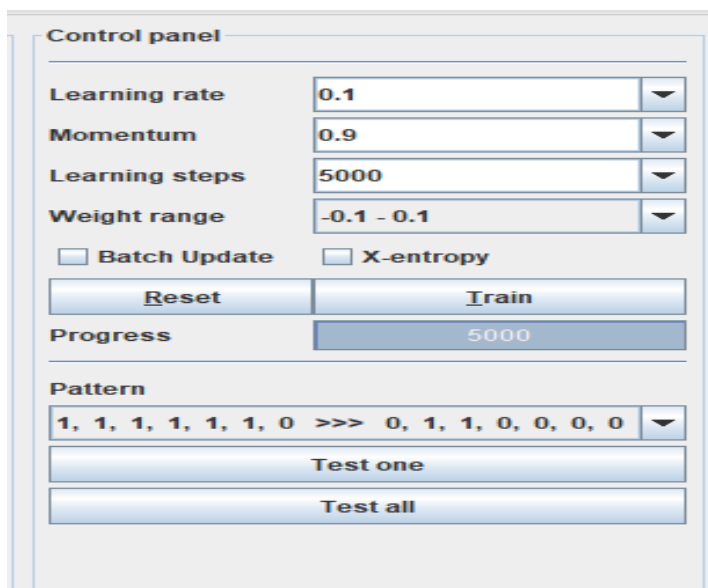 Control panel
Learning rate 0.1
Momentum 0.9
Learning steps 5000
Weight range -0.1 - 0.1
Batch Update X-entropy
Reset Train
Progress 5000
Pattern
1, 1, 1, 1, 1, 1, 0 >>> 0, 1, 1, 0, 0, 0, 0
Test one
Test all